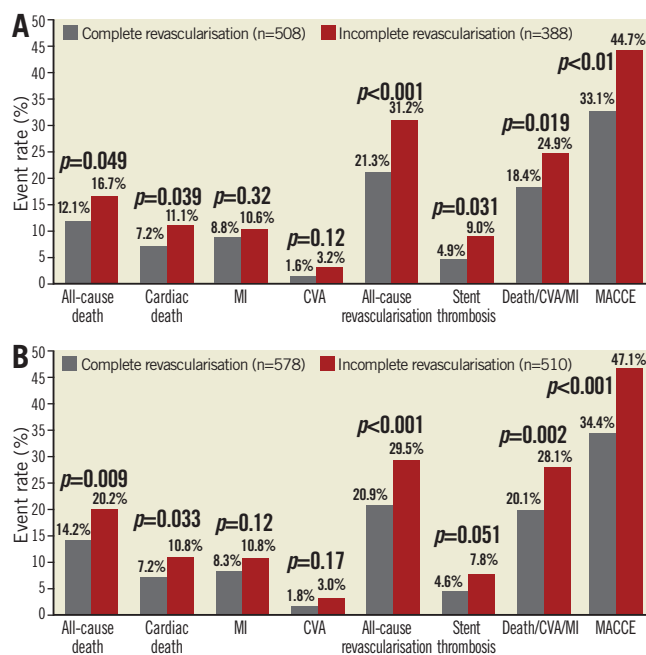 A
Complete revascularisation (n=508) Incomplete revascularisation (n=388)
Event rate (%)
50
45
40
35
30
25
20
15
10
5
0
p=0.049
12.1% 16.7%
p=0.039
7.2% 11.1%
p=0.32
8.8% 10.6%
p=0.12
1.6% 3.2%
p<0.001
21.3% 31.2%
p=0.031
4.9% 9.0%
p=0.019
18.4% 24.9%
p<0.01
33.1% 44.7%
All-cause death
Cardiac death
MI
CVA
All-cause revascularisation
Stent thrombosis
Death/CVA/MI
MACCE
B
Complete revascularisation (n=578) Incomplete revascularisation (n=510)
Event rate (%)
50
45
40
35
30
25
20
15
10
5
0
p=0.009
14.2% 20.2%
p=0.033
7.2% 10.8%
p=0.12
8.3% 10.8%
p=0.17
1.8% 3.0%
p<0.001
20.9% 29.5%
p=0.051
4.6% 7.8%
p=0.002
20.1% 28.1%
p<0.001
34.4% 47.1%
All-cause death
Cardiac death
MI
CVA
All-cause revascularisation
Stent thrombosis
Death/CVA/MI
MACCE